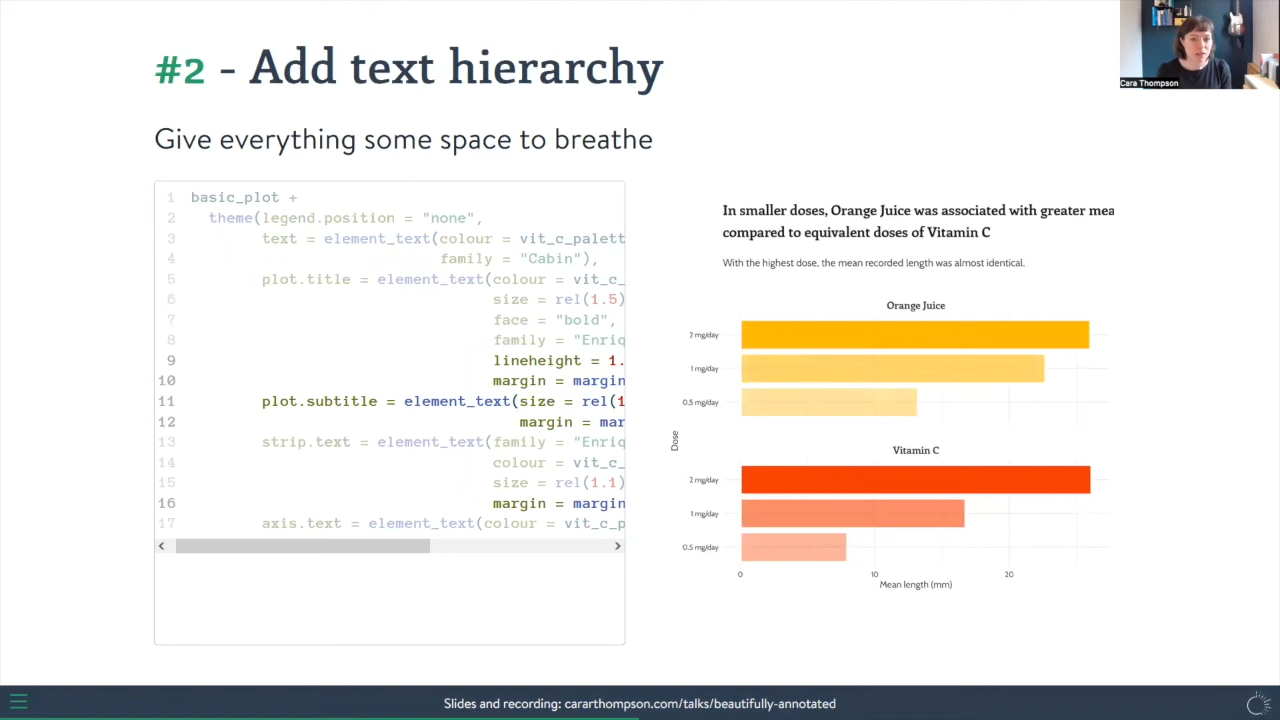 #2 - Add text hierarchy
Cara Thompson
Give everything some space to breathe
1 basic_plot +
2 theme(legend.position = "none",
3 text = element_text(colour = vit_c_palett
4 family = "Cabin"),
5 plot.title = element_text(colour = vit_c_
6 size = rel(1.5)
7 face = "bold",
8 family = "Enriq
9 lineheight = 1.
10 margin = margin
11 plot.subtitle = element_text(size = rel(1
12 margin = mar
13 strip.text = element_text(family = "Enriq
14 colour = vit_c_
15 size = rel(1.1)
16 margin = margin
17 axis.text = element_text(colour = vit_c_p
In smaller doses, Orange Juice was associated with greater mea
compared to equivalent doses of Vitamin C
With the highest dose, the mean recorded length was almost identical.
Orange Juice
2 mg/day
1 mg/day
0.5 mg/day
Dose
Vitamin C
2 mg/day
1 mg/day
0.5 mg/day
0 10 20
Mean length (mm)
Slides and recording: cararthompson.com/talks/beautifully-annotated